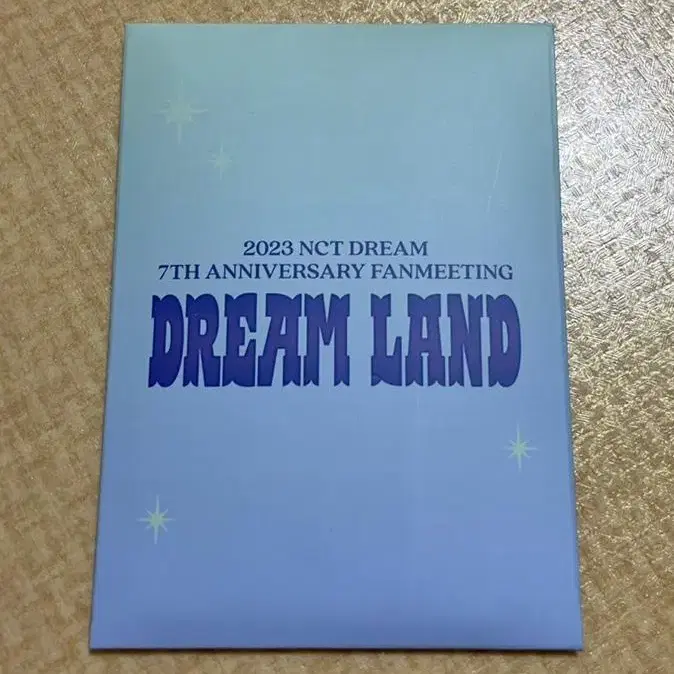 2023 NCT DREAM
7TH ANNIVERSARY FANMEETING
DREAM LAND